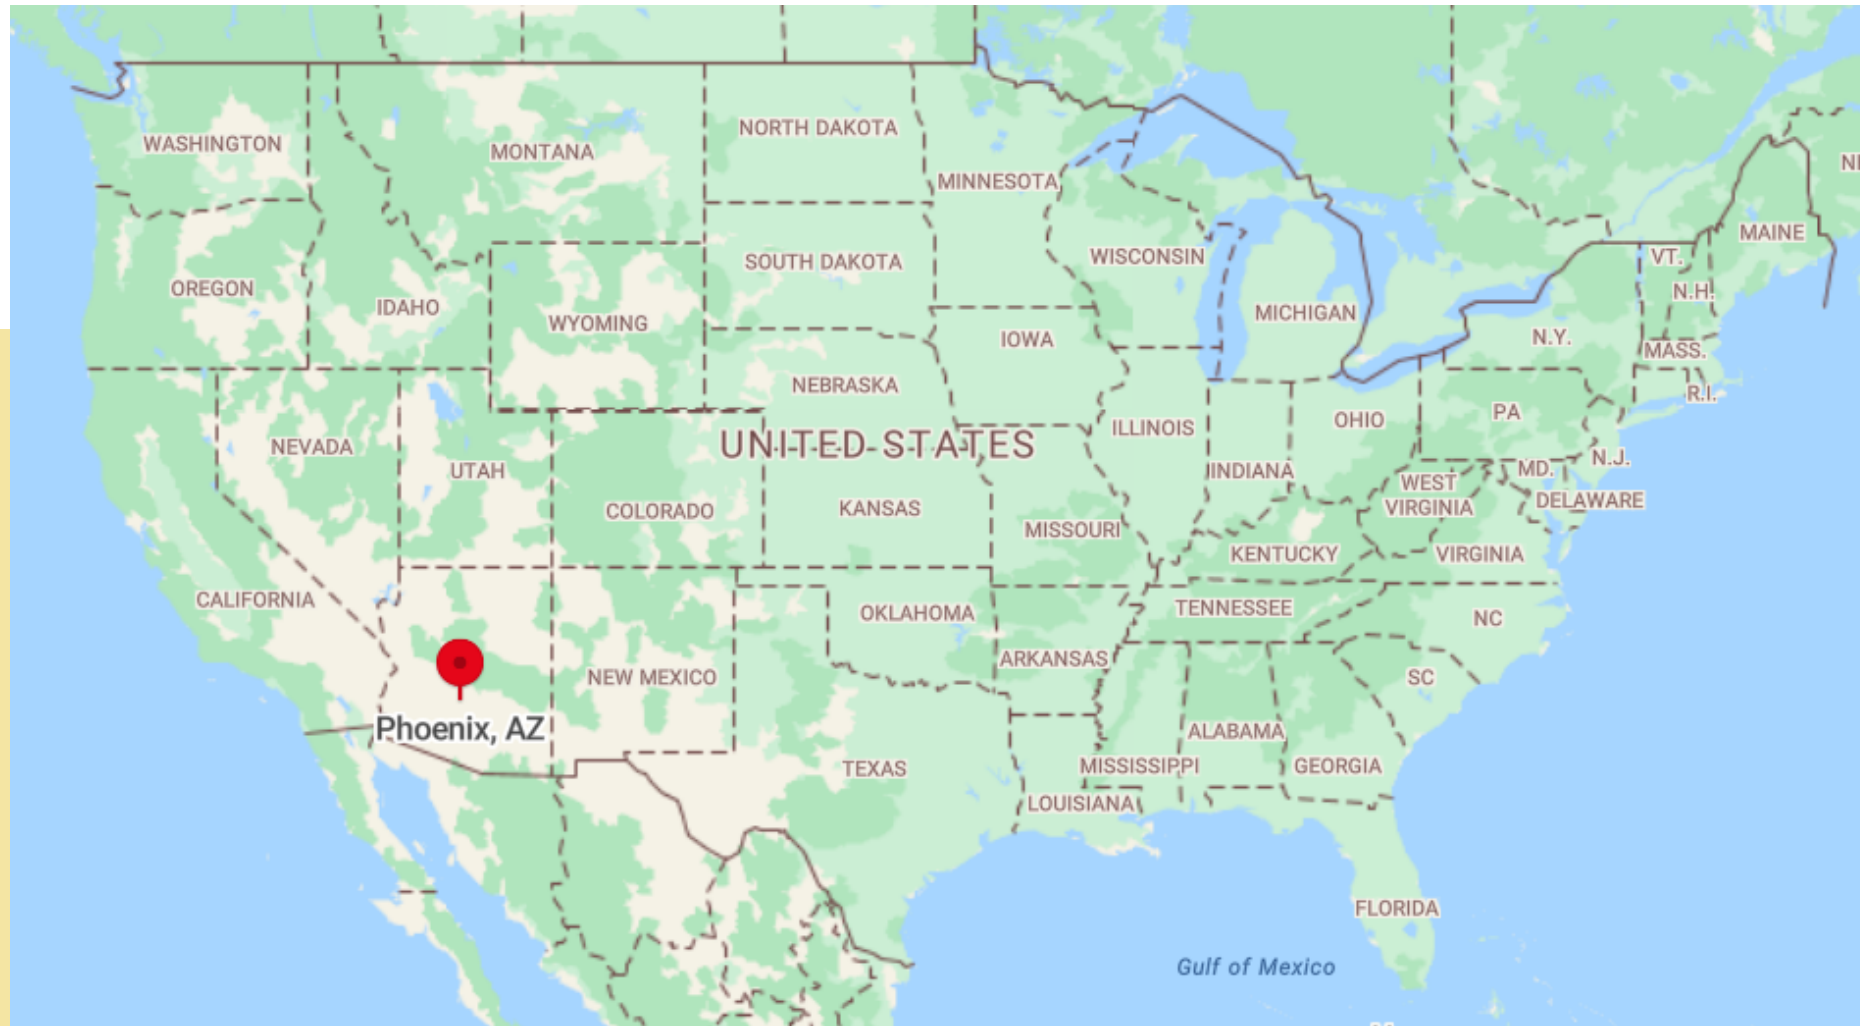 NORTH DAKOTA
WASHINGTON
MONTANA
MINNESOTA
MAINE
WISCONSIN
VT.
SOUTH DAKOTA
OREGON
N.H.
IDAHO
MICHIGAN
WYOMING
IOWA
N.Y.
MASS.
NEBRASKA
R.I.
PA
OHIO
ILLINOIS
UNITED STATES
NEVADA
N.J.
MD.
UTAH
INDIANA
WEST
VIRGINIA
DELAWARE
COLORADO
KANSAS
MISSOURI
KENTUCKY
VIRGINIA
CALIFORNIA
TENNESSEE
OKLAHOMA
NC
ARKANSAS
NEW MEXICO
SC
Phoenix, AZ
ALABAMA
TEXAS
MISSISSIPPI
GEORGIA
LOUISIANA
FLORIDA
Gulf of Mexico